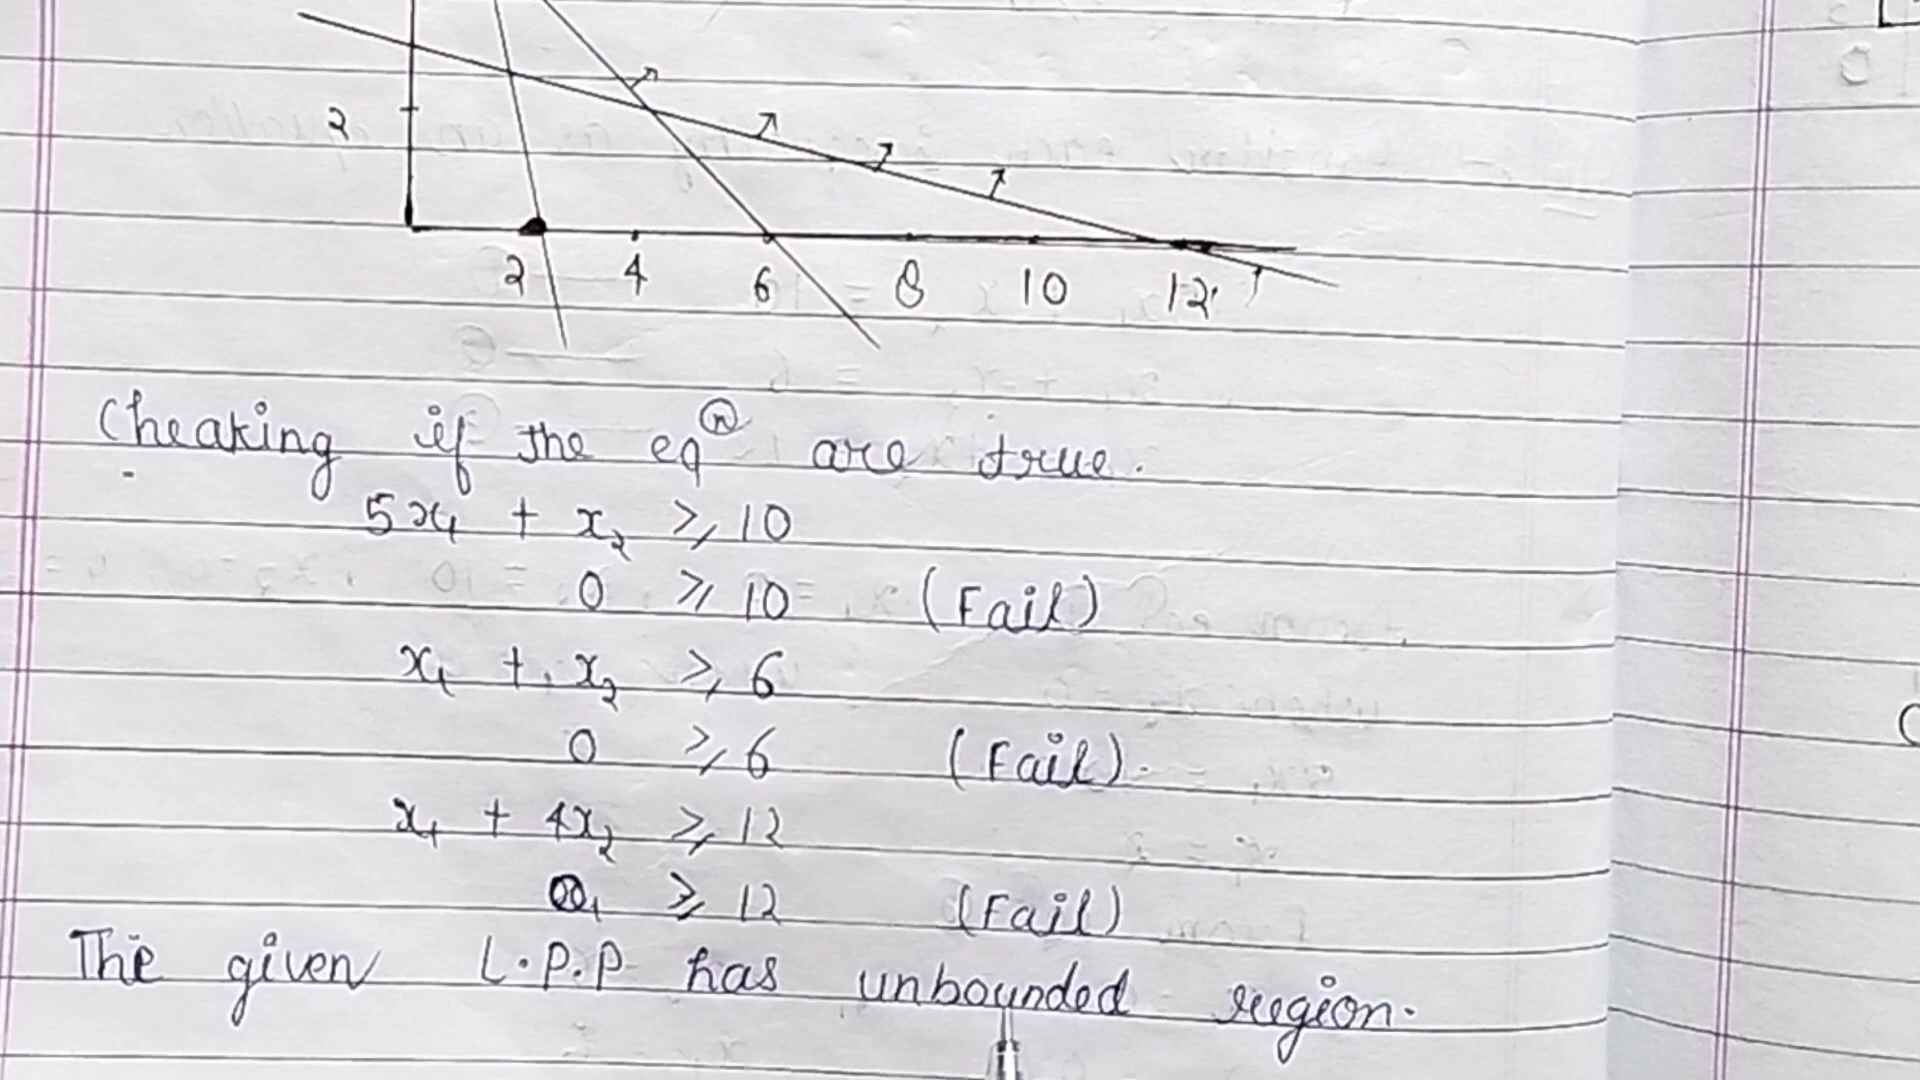 2
2 4 6 8 10 12
Cheaking if the eqⓝ are true.
5x₁ + x₂ ≥ 10
0 ≥ 10 (Fail)
x₁ + x₂ ≥ 6
0 ≥ 6 (Fail)
x₁ + 4x₂ ≥ 12
0 ≥ 12 (Fail)
The given L.P.P has unbounded region.